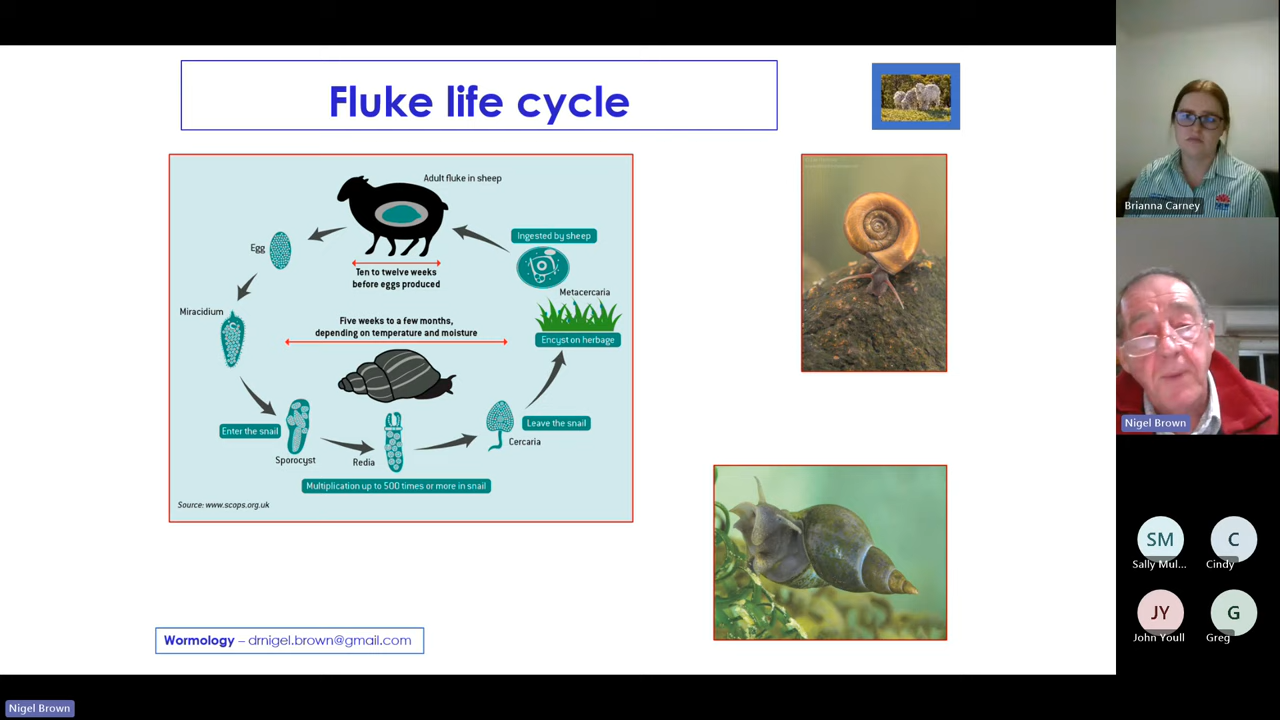 Fluke life cycle
Adult fluke in sheep
Egg
Ingested by sheep
Ten to twelve weeks
before eggs produced
Metacercaria
Miracidium
Five weeks to a few months,
depending on temperature and moisture
Encyst on herbage
Enter the snail
Leave the snail
Cercaria
Sporocyst
Redia
Multiplication up to 500 times or more in snail
Source: www.scops.org.uk
Wormology – drnigel.brown@gmail.com
Nigel Brown
Brianna Carney
Nigel Brown
SM
Sally Mul...
C
Cindy
JY
John Youll
G
Greg